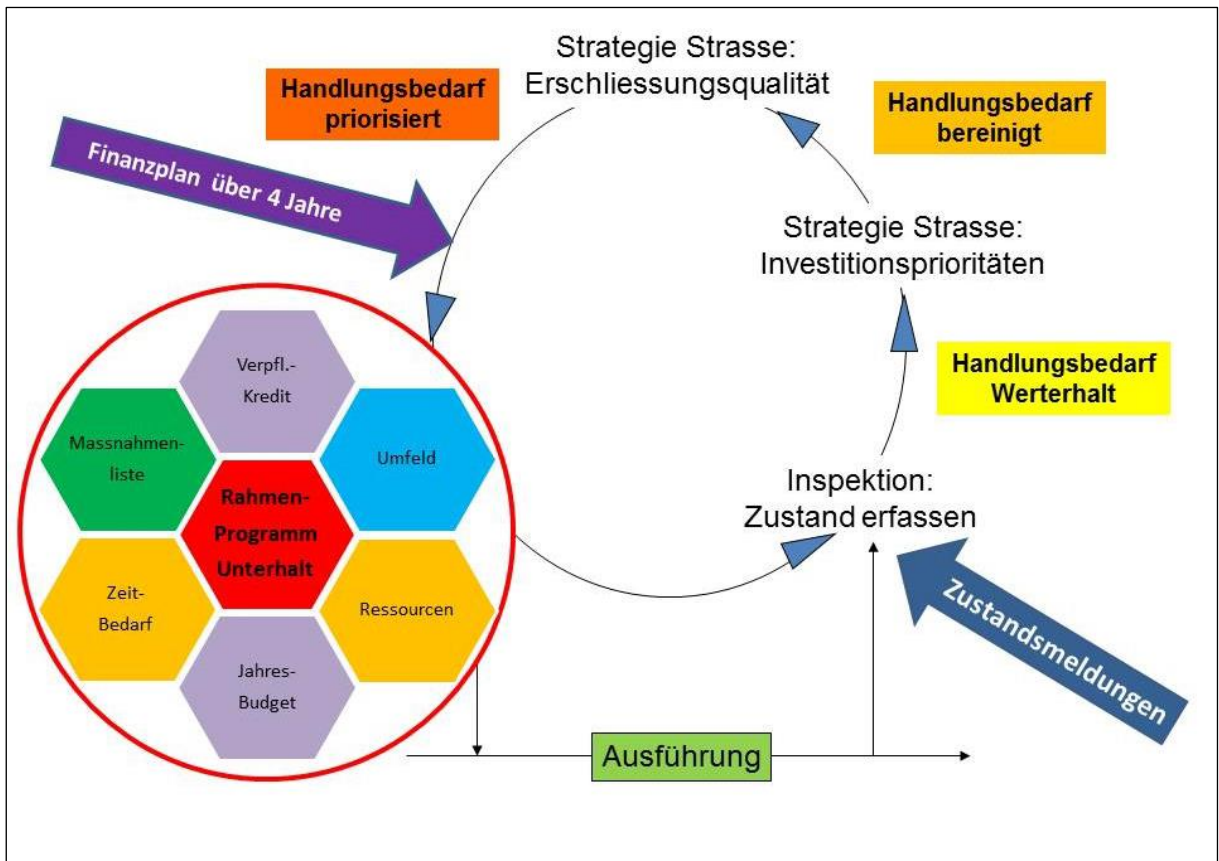 Strategie Strasse:
Erschliessungsqualität
Handlungsbedarf
priorisiert
Handlungsbedarf
bereinigt
Finanzplan über 4 Jahre
Strategie Strasse:
Investitionsprioritäten
Handlungsbedarf
Werterhalt
Verpfl.-
Kredit
Massnahmen-
liste
Umfeld
Rahmen-
Programm
Unterhalt
Inspektion:
Zustand erfassen
Zeit-
Bedarf
Ressourcen
Jahres-
Budget
Zustandsmeldungen
Ausführung